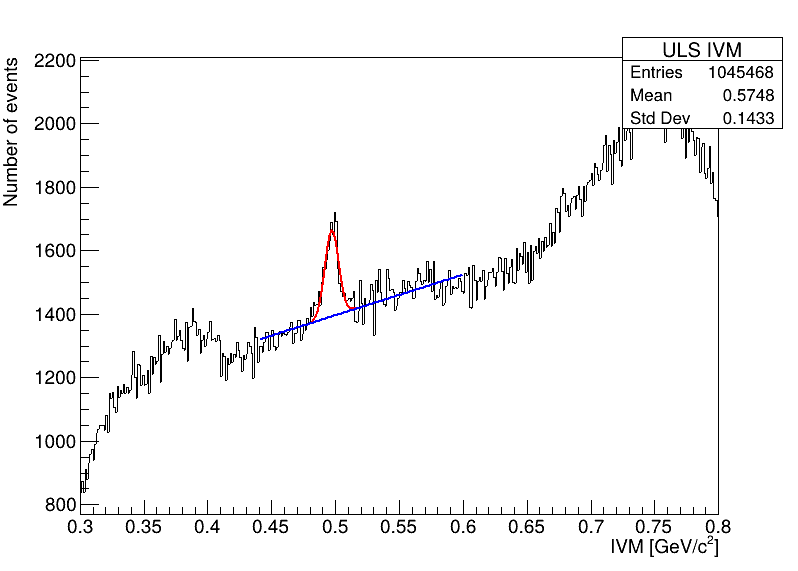 ULS IVM
Entries 1045468
Mean 0.5748
Std Dev 0.1433
Number of events
2200
2000
1800
1600
1400
1200
1000
800
0.3 0.35 0.4 0.45 0.5 0.55 0.6 0.65 0.7 0.75 0.8
IVM [GeV/c²]